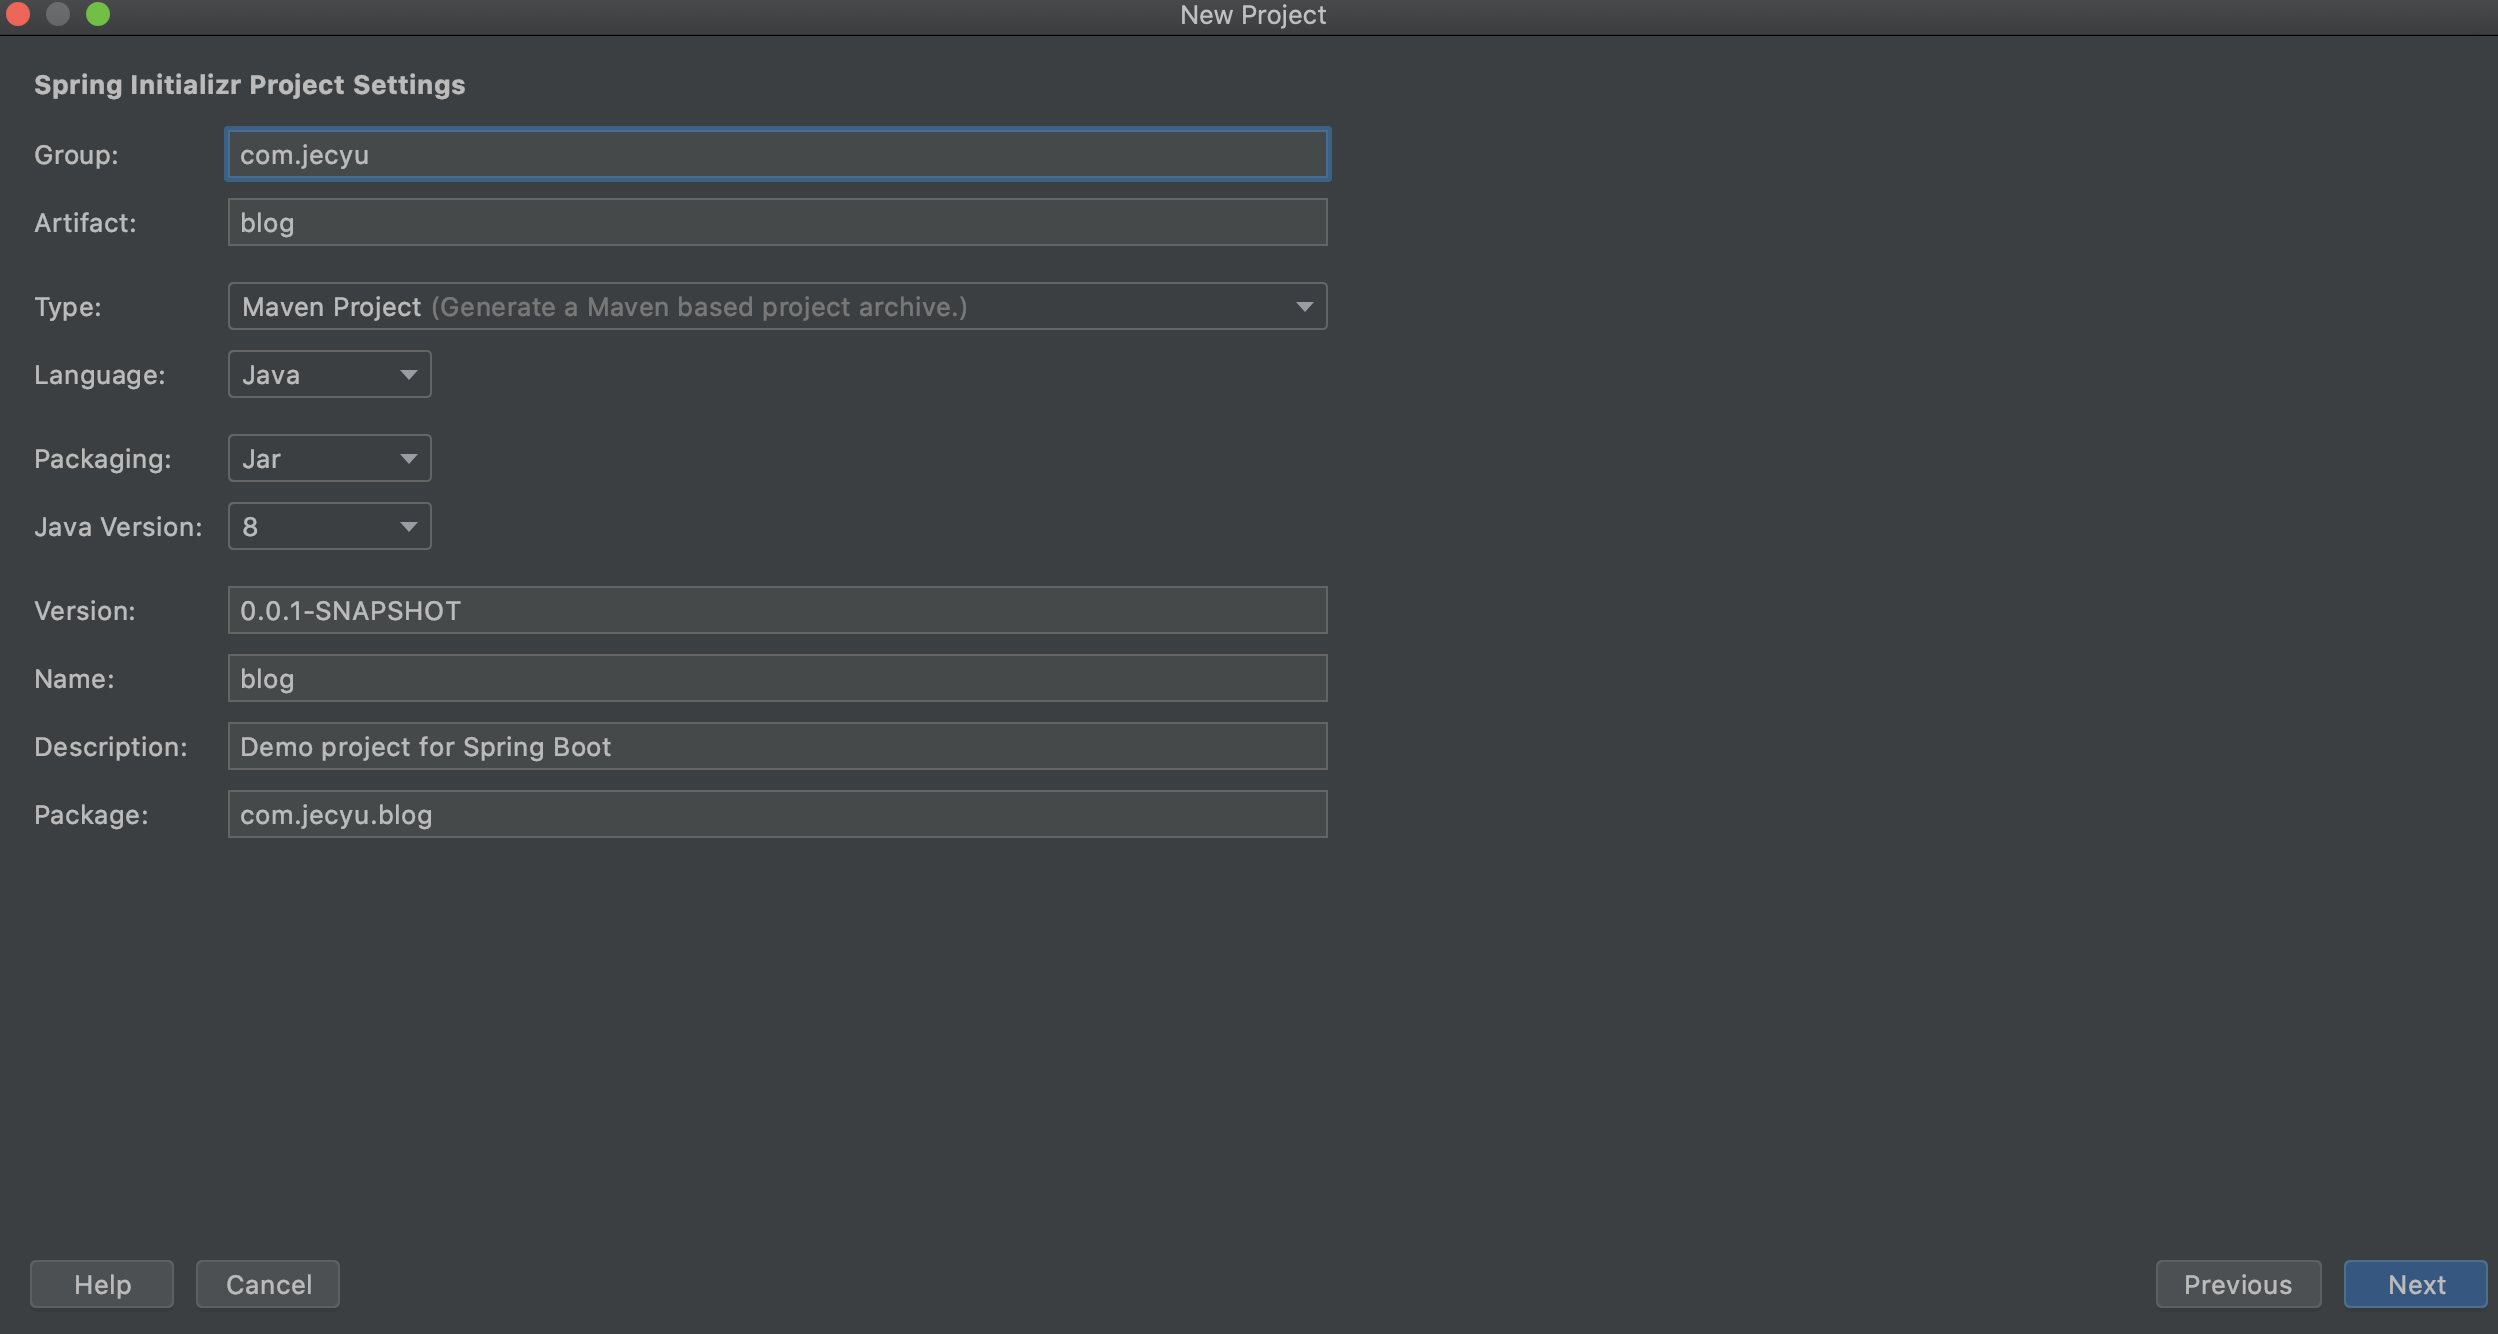 New Project
Spring Initializr Project Settings
Group: com.jecyu
Artifact: blog
Type: Maven Project (Generate a Maven based project archive.)
Language: Java
Packaging: Jar
Java Version: 8
Version: 0.0.1-SNAPSHOT
Name: blog
Description: Demo project for Spring Boot
Package: com.jecyu.blog
Help Cancel Previous Next